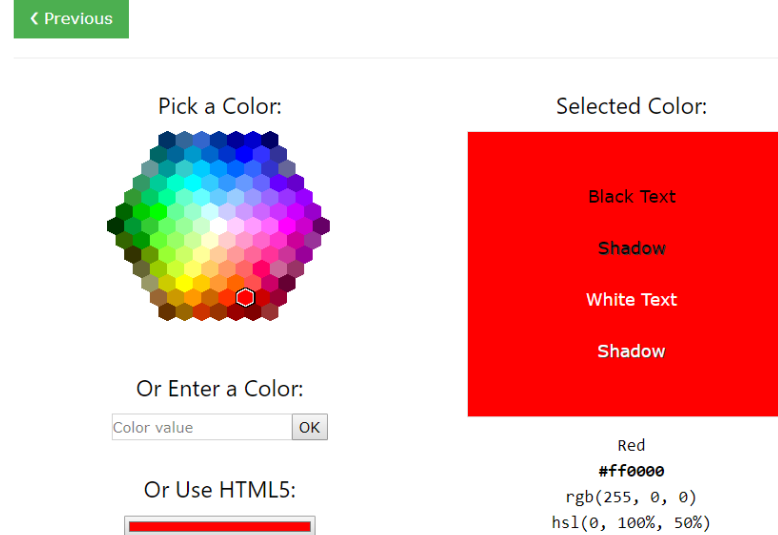 ❮ Previous
Pick a Color:
Or Enter a Color:
Color value OK
Or Use HTML5:
Selected Color:
Black Text
Shadow
White Text
Shadow
Red
#ff0000
rgb(255, 0, 0)
hsl(0, 100%, 50%)